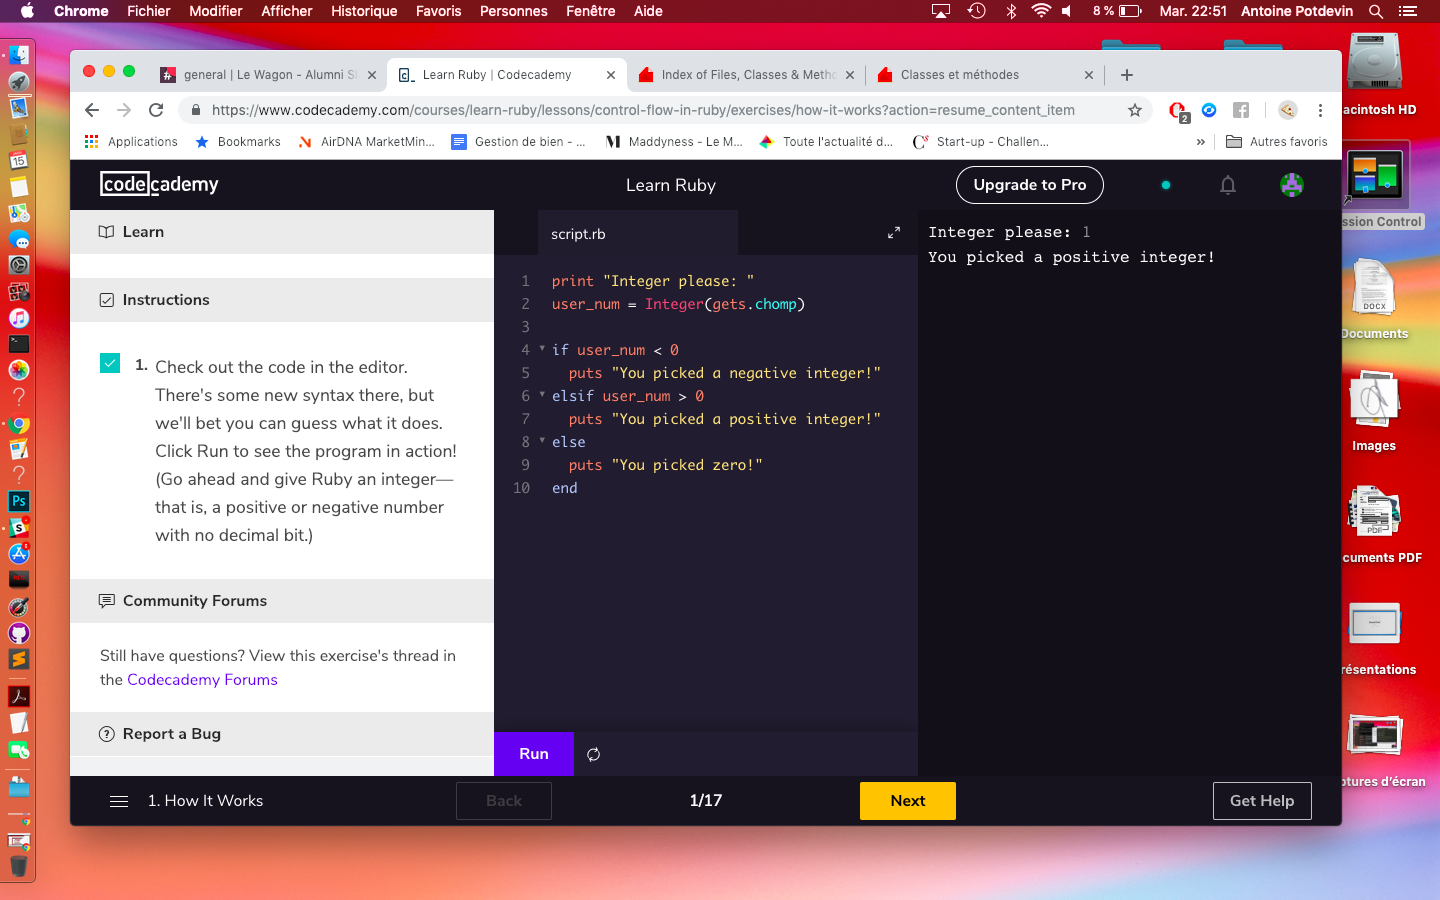 Chrome Fichier Modifier Afficher Historique Favoris Personnes Fenêtre Aide 8 % Mar. 22:51 Antoine Potdevin
general | Le Wagon - Alumni Sl
Learn Ruby | Codecademy
Index of Files, Classes & Metho
Classes et méthodes
https://www.codecademy.com/courses/learn-ruby/lessons/control-flow-in-ruby/exercises/how-it-works?action=resume_content_item
2
Applications Bookmarks AirDNA MarketMin... Gestion de bien - ... Maddyness - Le M... Toute l'actualité d... Start-up - Challen... » Autres favoris
codecademy
Learn Ruby
Upgrade to Pro
Learn
Instructions
1. Check out the code in the editor.
There's some new syntax there, but
we'll bet you can guess what it does.
Click Run to see the program in action!
(Go ahead and give Ruby an integer—
that is, a positive or negative number
with no decimal bit.)
Community Forums
Still have questions? View this exercise's thread in
the Codecademy Forums
Report a Bug
script.rb
1 print "Integer please: "
2 user_num = Integer(gets.chomp)
3
4 if user_num < 0
5 puts "You picked a negative integer!"
6 elsif user_num > 0
7 puts "You picked a positive integer!"
8 else
9 puts "You picked zero!"
10 end
Run
Integer please: 1
You picked a positive integer!
1. How It Works
Back
1/17
Next
Get Help
acintosh HD
ssion Control
DOCX
Documents
Images
PDF
cuments PDF
résentations
ptures d'écran
15
Ps